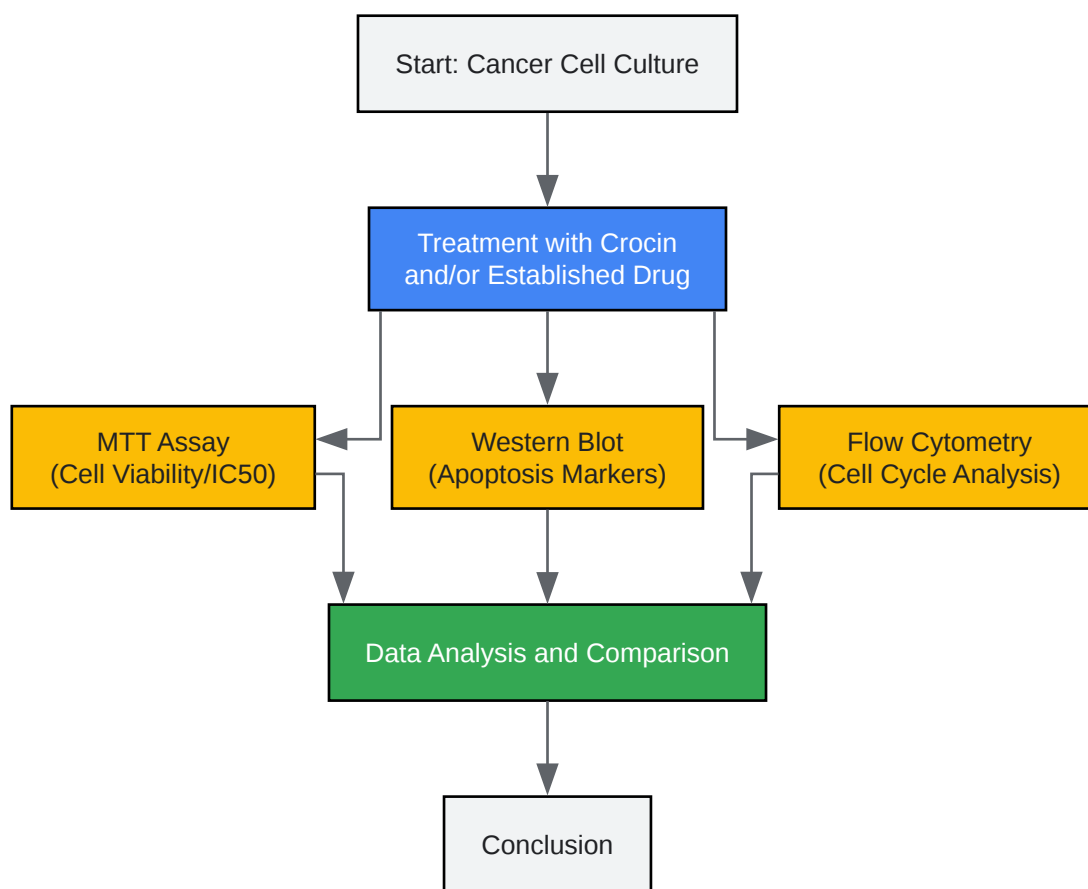 Start: Cancer Cell Culture
Treatment with Crocin
and/or Established Drug
MTT Assay
(Cell Viability/IC50)
Western Blot
(Apoptosis Markers)
Flow Cytometry
(Cell Cycle Analysis)
Data Analysis and Comparison
Conclusion